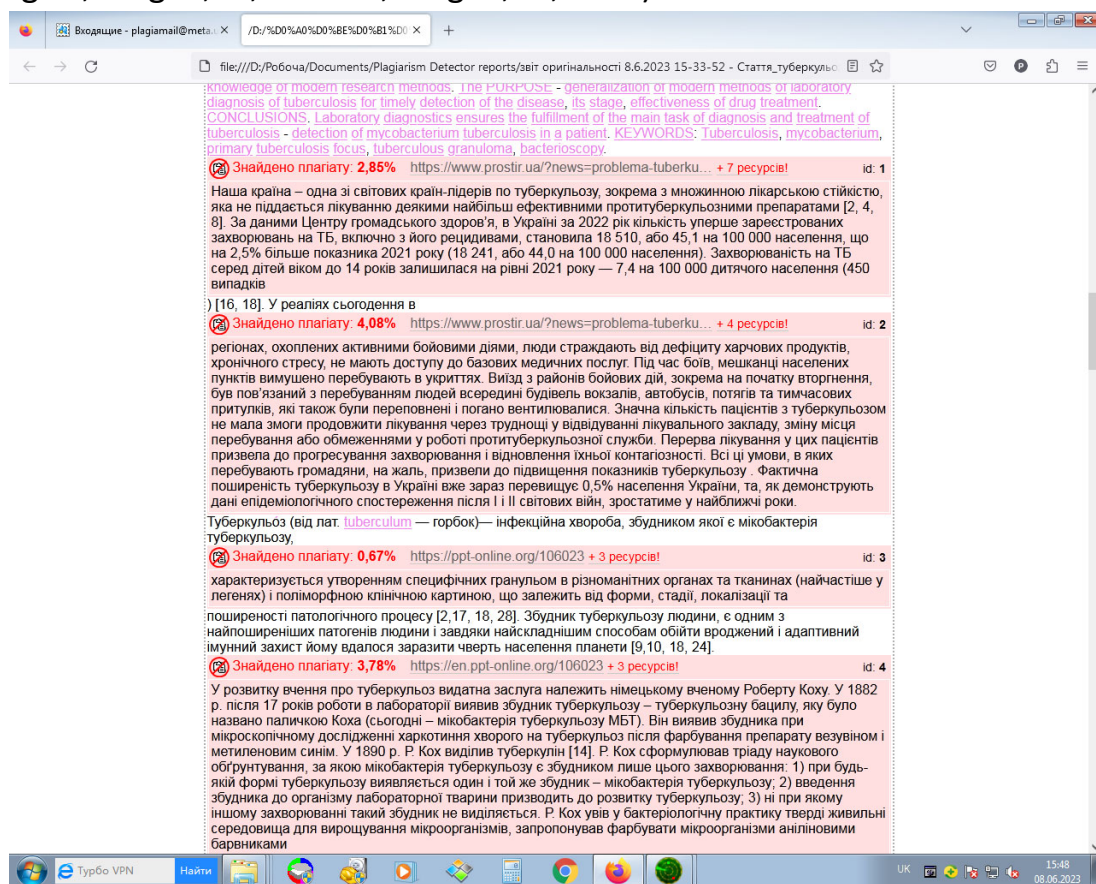 Входящие - plagiamail@meta.u
/D:/%D0%A0%D0%BE%D0%B1%D0
file:///D:/Робоча/Documents/Plagiarism Detector reports/звіт оригінальності 8.6.2023 15-33-52 - Стаття_туберкульо
knowledge of modern research methods. The PURPOSE - generalization of modern methods of laboratory
diagnosis of tuberculosis for timely detection of the disease, its stage, effectiveness of drug treatment.
CONCLUSIONS. Laboratory diagnostics ensures the fulfillment of the main task of diagnosis and treatment of
tuberculosis - detection of mycobacterium tuberculosis in a patient. KEYWORDS: Tuberculosis, mycobacterium,
primary tuberculosis focus, tuberculous granuloma, bacterioscopy.
Знайдено плагіату: 2,85% https://www.prostir.ua/?news=problema-tuberku... + 7 ресурсів! id: 1
Наша країна – одна зі світових країн-лідерів по туберкульозу, зокрема з множинною лікарською стійкістю,
яка не піддається лікуванню деякими найбільш ефективними протитуберкульозними препаратами [2, 4,
8]. За даними Центру громадського здоров’я, в Україні за 2022 рік кількість уперше зареєстрованих
захворювань на ТБ, включно з його рецидивами, становила 18 510, або 45,1 на 100 000 населення, що
на 2,5% більше показника 2021 року (18 241, або 44,0 на 100 000 населення). Захворюваність на ТБ
серед дітей віком до 14 років залишилася на рівні 2021 року — 7,4 на 100 000 дитячого населення (450
випадків
) [16, 18]. У реаліях сьогодення в
Знайдено плагіату: 4,08% https://www.prostir.ua/?news=problema-tuberku... + 4 ресурсів! id: 2
регіонах, охоплених активними бойовими діями, люди страждають від дефіциту харчових продуктів,
хронічного стресу, не мають доступу до базових медичних послуг. Під час боїв, мешканці населених
пунктів вимушено перебувають в укриттях. Виїзд з районів бойових дій, зокрема на початку вторгнення,
був пов’язаний з перебуванням людей всередині будівель вокзалів, автобусів, потягів та тимчасових
притулків, які також були переповнені і погано вентилювалися. Значна кількість пацієнтів з туберкульозом
не мала змоги продовжити лікування через труднощі у відвідуванні лікувального закладу, зміну місця
перебування або обмеженнями у роботі протитуберкульозної служби. Перерва лікування у цих пацієнтів
призвела до прогресування захворювання і відновлення їхньої контагіозності. Всі ці умови, в яких
перебувають громадяни, на жаль, призвели до підвищення показників туберкульозу . Фактична
поширеність туберкульозу в Україні вже зараз перевищує 0,5% населення України, та, як демонструють
дані епідеміологічного спостереження після І і ІІ світових війн, зростатиме у найближчі роки.
Туберкульо́з (від лат. tuberculum — горбок)— інфекційна хвороба, збудником якої є мікобактерія
туберкульозу,
Знайдено плагіату: 0,67% https://ppt-online.org/106023 + 3 ресурсів! id: 3
характеризується утворенням специфічних гранульом в різноманітних органах та тканинах (найчастіше у
легенях) і поліморфною клінічною картиною, що залежить від форми, стадії, локалізації та
поширеності патологічного процесу [2,17, 18, 28]. Збудник туберкульозу людини, є одним з
найпоширеніших патогенів людини і завдяки найскладнішим способам обійти вроджений і адаптивний
імунний захист йому вдалося заразити чверть населення планети [9,10, 18, 24].
Знайдено плагіату: 3,78% https://en.ppt-online.org/106023 + 3 ресурсів! id: 4
У розвитку вчення про туберкульоз видатна заслуга належить німецькому вченому Роберту Коху. У 1882
р. після 17 років роботи в лабораторії виявив збудник туберкульозу – туберкульозну бацилу, яку було
названо паличкою Коха (сьогодні – мікобактерія туберкульозу МБТ). Він виявив збудника при
мікроскопічному дослідженні харкотиння хворого на туберкульоз після фарбування препарату везувіном і
метиленовим синім. У 1890 р. Р. Кох виділив туберкулін [14]. Р. Кох сформулював тріаду наукового
обґрунтування, за якою мікобактерія туберкульозу є збудником лише цього захворювання: 1) при будь-
якій формі туберкульозу виявляється один і той же збудник – мікобактерія туберкульозу; 2) введення
збудника до організму лабораторної тварини призводить до розвитку туберкульозу; 3) ні при якому
іншому захворюванні такий збудник не виділяється. Р. Кох увів у бактеріологічну практику тверді живильні
середовища для вирощування мікроорганізмів, запропонував фарбувати мікроорганізми аніліновими
барвниками
Турбо VPN Найти UK 15:48
08.06.2023